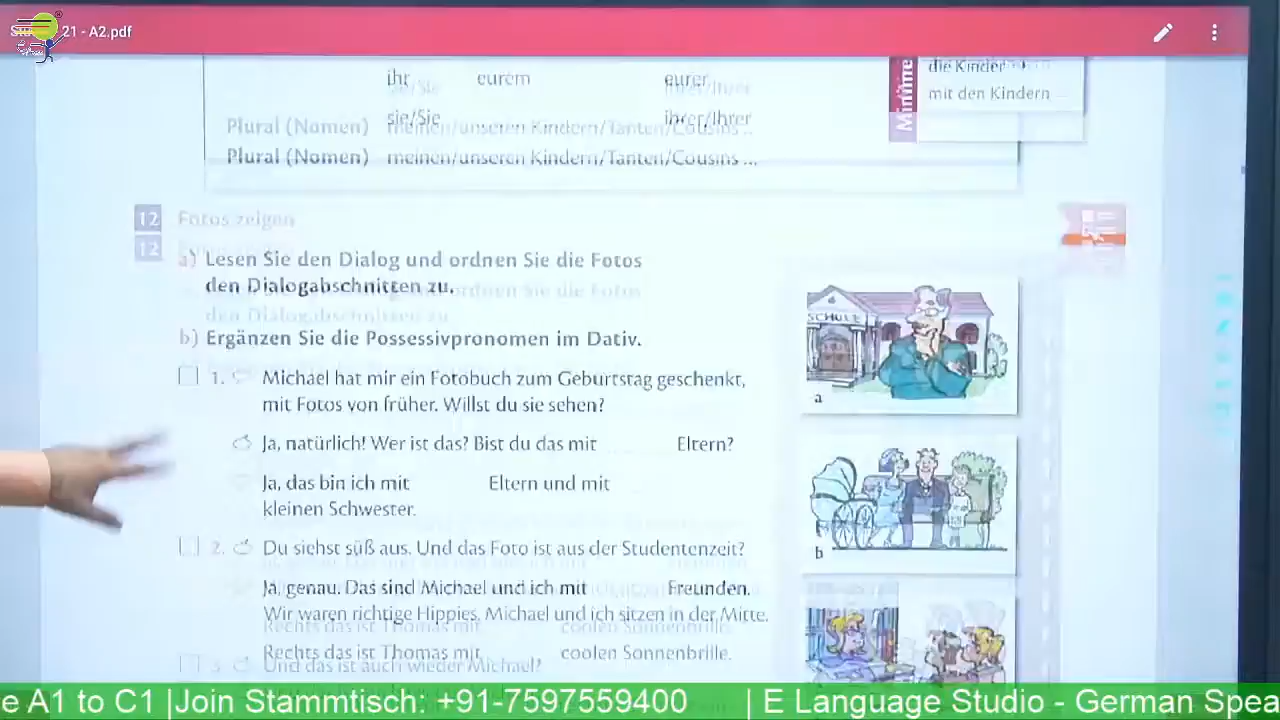 21 - A2.pdf
die Kinder
mit den Kindern ...
Minime
ihr eurem eurer
sie/Sie ihrer/Ihrer
Plural (Nomen) meinen/unseren Kindern/Tanten/Cousins ...
12 Fotos zeigen
a) Lesen Sie den Dialog und ordnen Sie die Fotos
den Dialogabschnitten zu.
b) Ergänzen Sie die Possessivpronomen im Dativ.
1. Michael hat mir ein Fotobuch zum Geburtstag geschenkt,
mit Fotos von früher. Willst du sie sehen?
Ja, natürlich! Wer ist das? Bist du das mit Eltern?
Ja, das bin ich mit Eltern und mit
kleinen Schwester.
2. Du siehst süß aus. Und das Foto ist aus der Studentenzeit?
Ja, genau. Das sind Michael und ich mit Freunden.
Wir waren richtige Hippies, Michael und ich sitzen in der Mitte.
Rechts das ist Thomas mit coolen Sonnenbrille.
3. Und das ist auch wieder Michael?
SCHULE
a
b
e A1 to C1 |Join Stammtisch: +91-7597559400 | E Language Studio - German Spea